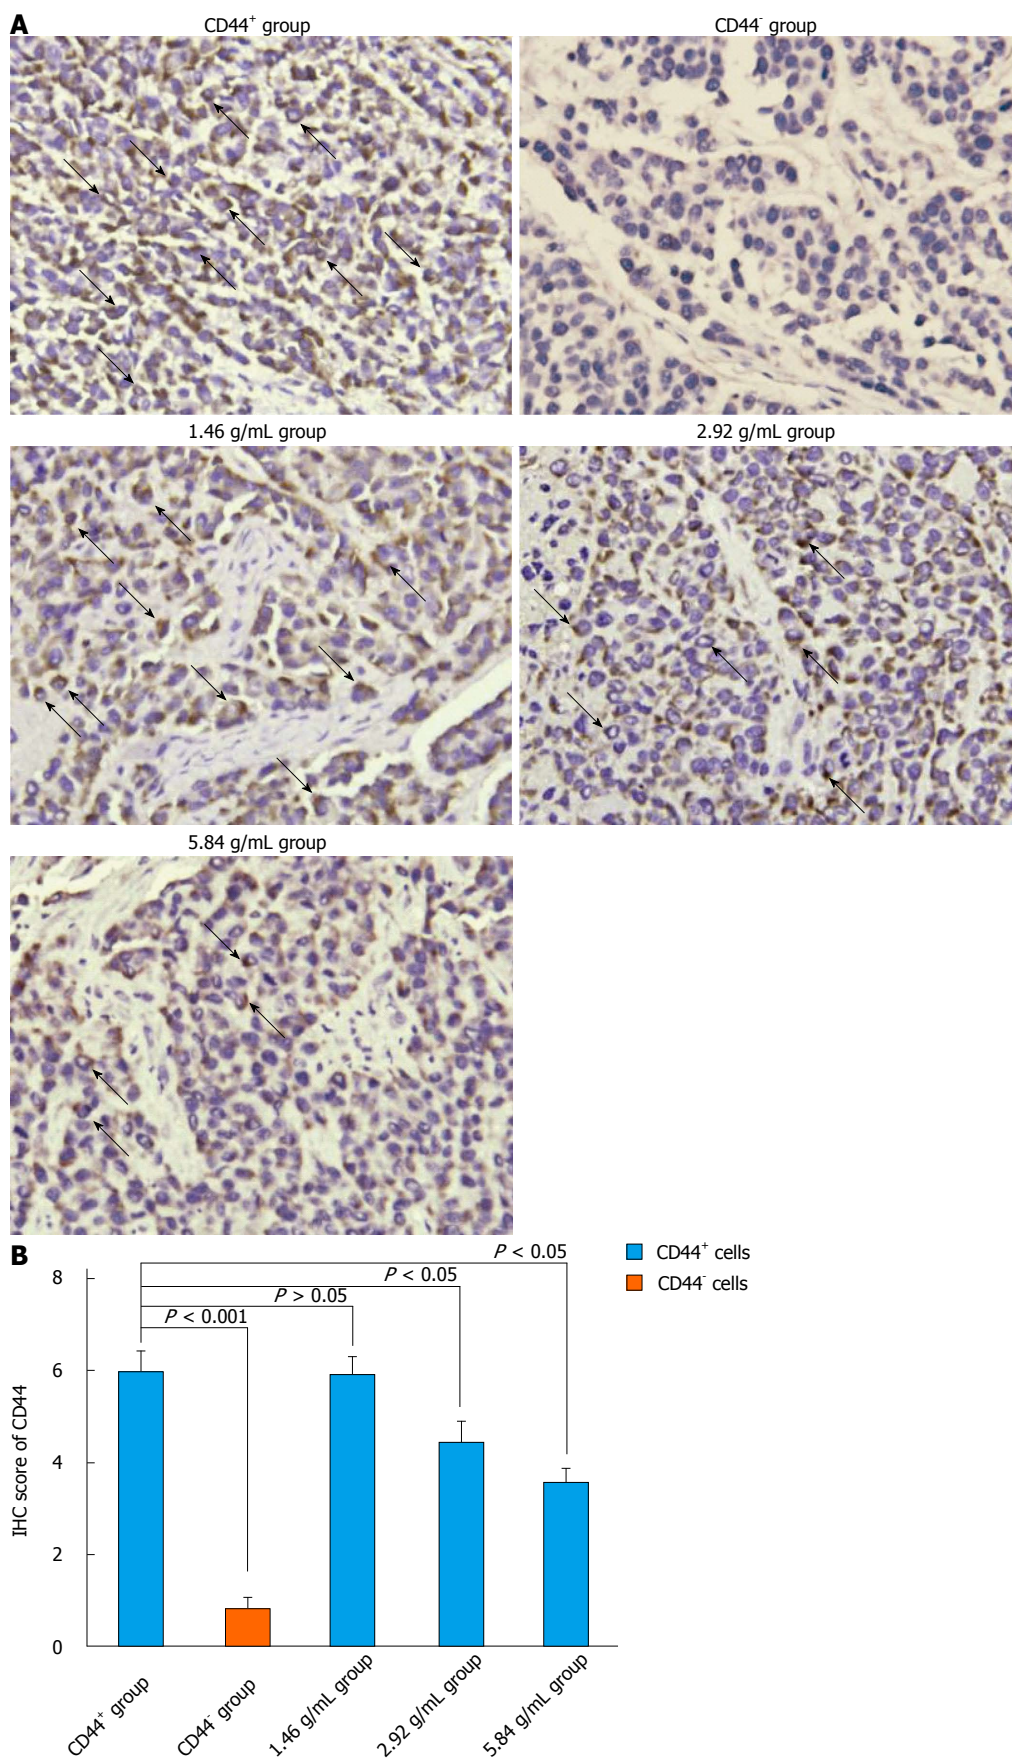 A
CD44⁺ group
CD44⁻ group
1.46 g/mL group
2.92 g/mL group
5.84 g/mL group
B
P < 0.05
P < 0.05
P > 0.05
P < 0.001
CD44⁺ cells
CD44⁻ cells
8
6
4
2
0
IHC score of CD44
CD44⁺ group
CD44⁻ group
1.46 g/mL group
2.92 g/mL group
5.84 g/mL group